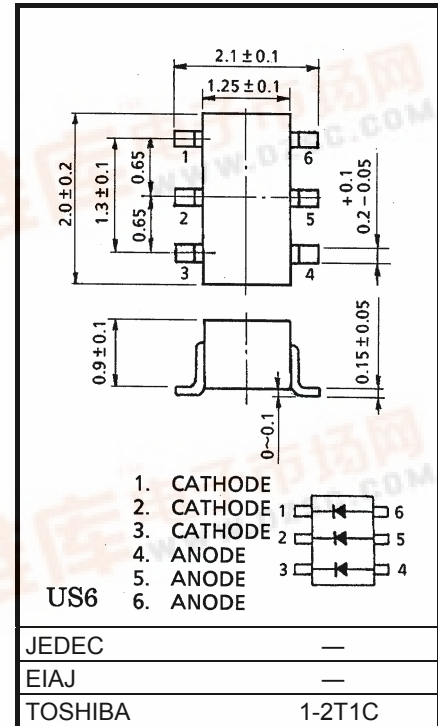 2.1±0.1
1.25±0.1
1
6
2.0±0.2
1.3±0.1
0.65
0.65
2
5
+0.1
0.2-0.05
3
4
0.9±0.1
0.15±0.05
0~0.1
1. CATHODE
2. CATHODE
3. CATHODE
4. ANODE
5. ANODE
6. ANODE
1
6
2
5
3
4
US6
JEDEC —
EIAJ —
TOSHIBA 1-2T1C